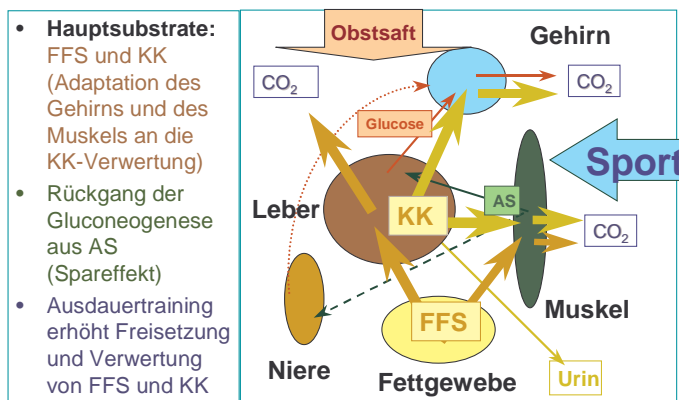 • Hauptsubstrate:
FFS und KK
(Adaptation des
Gehirns und des
Muskels an die
KK-Verwertung)
• Rückgang der
Gluconeogenese
aus AS
(Spareffekt)
• Ausdauertraining
erhöht Freisetzung
und Verwertung
von FFS und KK
Obstsaft
Gehirn
CO₂
CO₂
Glucose
Sport
Leber
KK
AS
CO₂
Muskel
FFS
Niere
Fettgewebe
Urin